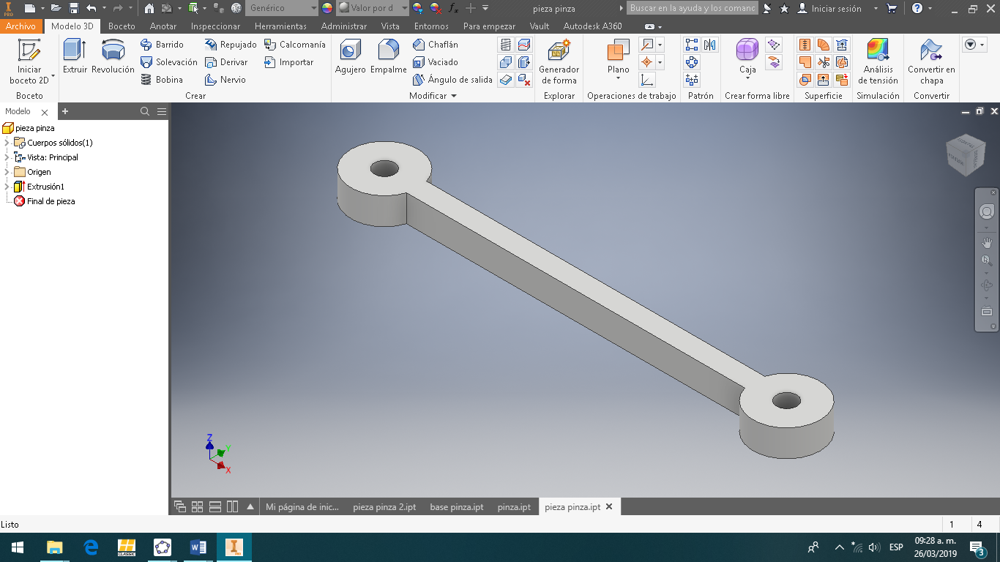 PRO
Genérico
Valor por d
pieza pinza
Buscar en la ayuda y los comanc
Iniciar sesión
Archivo
Modelo 3D
Boceto
Anotar
Inspeccionar
Herramientas
Administrar
Vista
Entornos
Para empezar
Vault
Autodesk A360
Iniciar
boceto 2D
Boceto
Extruir
Revolución
Barrido
Solevación
Bobina
Repujado
Derivar
Nervio
Calcomanía
Importar
Crear
Agujero
Empalme
Chaflán
Vaciado
Ángulo de salida
Modificar
Generador
de forma
Explorar
Plano
Operaciones de trabajo
Patrón
Caja
Crear forma libre
Superficie
Análisis
de tensión
Simulación
Convertir en
chapa
Convertir
Modelo
pieza pinza
Cuerpos sólidos(1)
Vista: Principal
Origen
Extrusión1
Final de pieza
Z
Y
X
Mi página de inic...
pieza pinza 2.ipt
base pinza.ipt
pinza.ipt
pieza pinza.ipt
Listo
1
4
CLASSIC
ESP
09:28 a. m.
26/03/2019
3